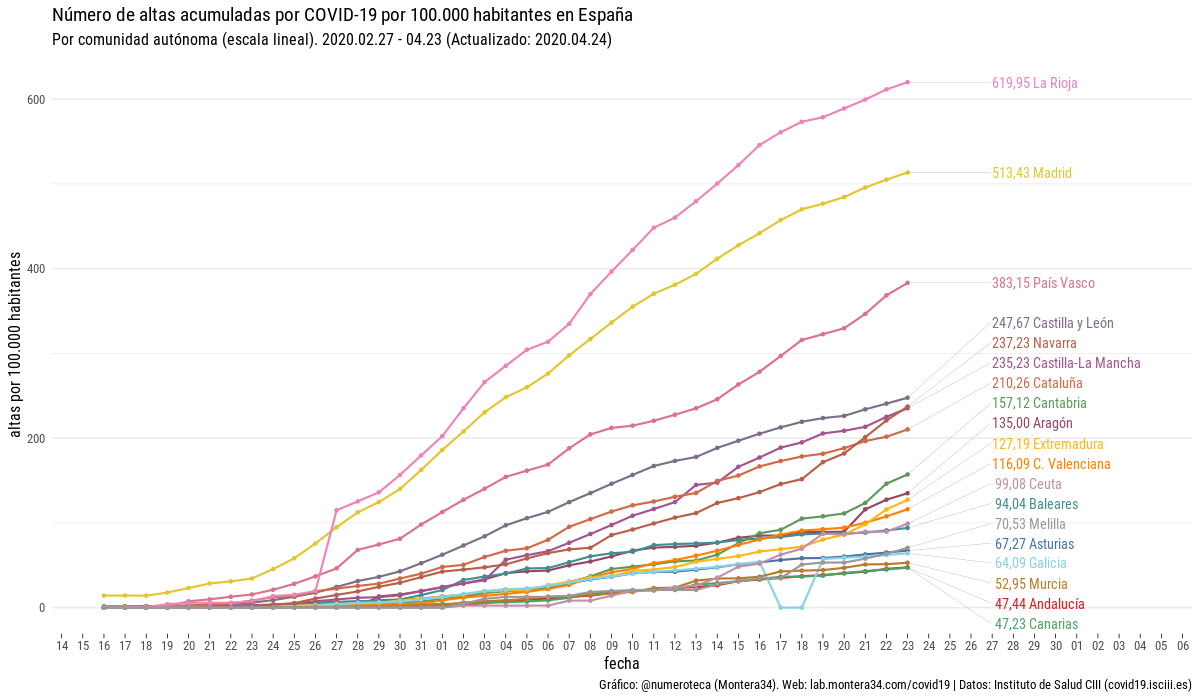 Número de altas acumuladas por COVID-19 por 100.000 habitantes en España
Por comunidad autónoma (escala lineal). 2020.02.27 - 04.23 (Actualizado: 2020.04.24)
altas por 100.000 habitantes
600
400
200
0
619,95 La Rioja
513,43 Madrid
383,15 País Vasco
247,67 Castilla y León
237,23 Navarra
235,23 Castilla-La Mancha
210,26 Cataluña
157,12 Cantabria
135,00 Aragón
127,19 Extremadura
116,09 C. Valenciana
99,08 Ceuta
94,04 Baleares
70,53 Melilla
67,27 Asturias
64,09 Galicia
52,95 Murcia
47,44 Andalucía
47,23 Canarias
14 15 16 17 18 19 20 21 22 23 24 25 26 27 28 29 30 31 01 02 03 04 05 06 07 08 09 10 11 12 13 14 15 16 17 18 19 20 21 22 23 24 25 26 27 28 29 30 01 02 03 04 05 06
fecha
Gráfico: @numeroteca (Montera34). Web: lab.montera34.com/covid19 | Datos: Instituto de Salud CIII (covid19.isciii.es)